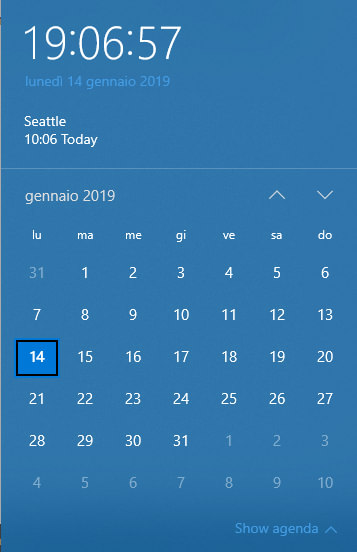 19:06:57
lunedì 14 gennaio 2019
Seattle
10:06 Today
gennaio 2019
lu ma me gi ve sa do
31 1 2 3 4 5 6
7 8 9 10 11 12 13
14 15 16 17 18 19 20
21 22 23 24 25 26 27
28 29 30 31 1 2 3
4 5 6 7 8 9 10
Show agenda